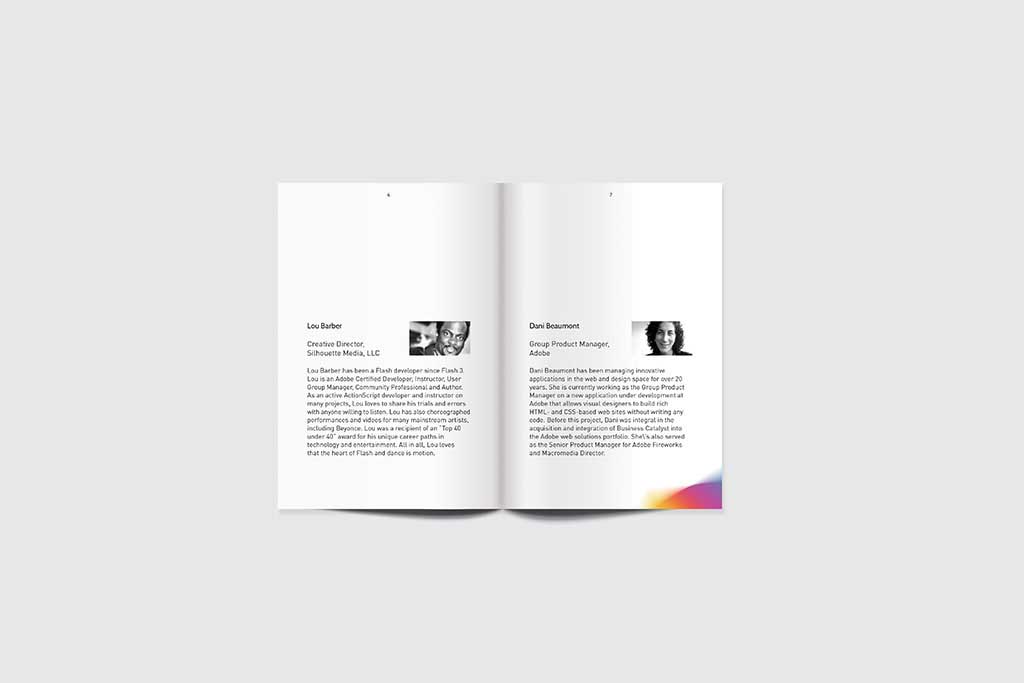 6
Lou Barber
Creative Director,
Silhouette Media, LLC
Lou Barber has been a Flash developer since Flash 3.
Lou is an Adobe Certified Developer, Instructor, User
Group Manager, Community Professional and Author.
As an active ActionScript developer and instructor on
many projects, Lou loves to share his trials and errors
with anyone willing to listen. Lou has also choreographed
performances and videos for many mainstream artists,
including Beyonce. Lou was a recipient of an "Top 40
under 40" award for his unique career paths in
technology and entertainment. All in all, Lou loves
that the heart of Flash and dance is motion.
7
Dani Beaumont
Group Product Manager,
Adobe
Dani Beaumont has been managing innovative
applications in the web and design space for over 20
years. She is currently working as the Group Product
Manager on a new application under development at
Adobe that allows visual designers to build rich
HTML- and CSS-based web sites without writing any
code. Before this project, Dani was integral in the
acquisition and integration of Business Catalyst into
the Adobe web solutions portfolio. She\'s also served
as the Senior Product Manager for Adobe Fireworks
and Macromedia Director.